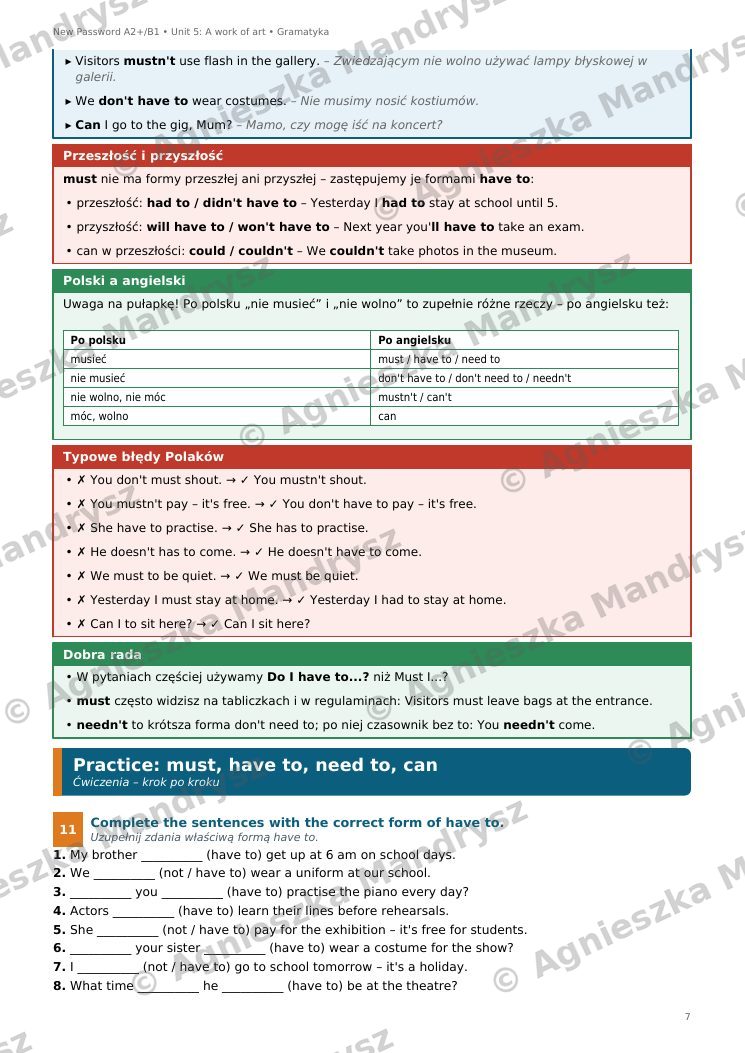 New Password A2+/B1 • Unit 5: A work of art • Gramatyka
▸ Visitors mustn't use flash in the gallery. – Zwiedzającym nie wolno używać lampy błyskowej w
galerii.
▸ We don't have to wear costumes. – Nie musimy nosić kostiumów.
▸ Can I go to the gig, Mum? – Mamo, czy mogę iść na koncert?
Przeszłość i przyszłość
must nie ma formy przeszłej ani przyszłej – zastępujemy je formami have to:
• przeszłość: had to / didn't have to – Yesterday I had to stay at school until 5.
• przyszłość: will have to / won't have to – Next year you'll have to take an exam.
• can w przeszłości: could / couldn't – We couldn't take photos in the museum.
Polski a angielski
Uwaga na pułapkę! Po polsku „nie musieć” i „nie wolno” to zupełnie różne rzeczy – po angielsku też:
Po polsku Po angielsku
musieć must / have to / need to
nie musieć don't have to / don't need to / needn't
nie wolno, nie móc mustn't / can't
móc, wolno can
Typowe błędy Polaków
• ✗ You don't must shout. → ✓ You mustn't shout.
• ✗ You mustn't pay – it's free. → ✓ You don't have to pay – it's free.
• ✗ She have to practise. → ✓ She has to practise.
• ✗ He doesn't has to come. → ✓ He doesn't have to come.
• ✗ We must to be quiet. → ✓ We must be quiet.
• ✗ Yesterday I must stay at home. → ✓ Yesterday I had to stay at home.
• ✗ Can I to sit here? → ✓ Can I sit here?
Dobra rada
• W pytaniach częściej używamy Do I have to...? niż Must I...?
• must często widzisz na tabliczkach i w regulaminach: Visitors must leave bags at the entrance.
• needn't to krótsza forma don't need to; po niej czasownik bez to: You needn't come.
Practice: must, have to, need to, can
Ćwiczenia – krok po kroku
11 Complete the sentences with the correct form of have to.
Uzupełnij zdania właściwą formą have to.
1. My brother __________ (have to) get up at 6 am on school days.
2. We __________ (not / have to) wear a uniform at our school.
3. __________ you __________ (have to) practise the piano every day?
4. Actors __________ (have to) learn their lines before rehearsals.
5. She __________ (not / have to) pay for the exhibition – it's free for students.
6. __________ your sister __________ (have to) wear a costume for the show?
7. I __________ (not / have to) go to school tomorrow – it's a holiday.
8. What time __________ he __________ (have to) be at the theatre?
7
© Agnieszka Mandrysz